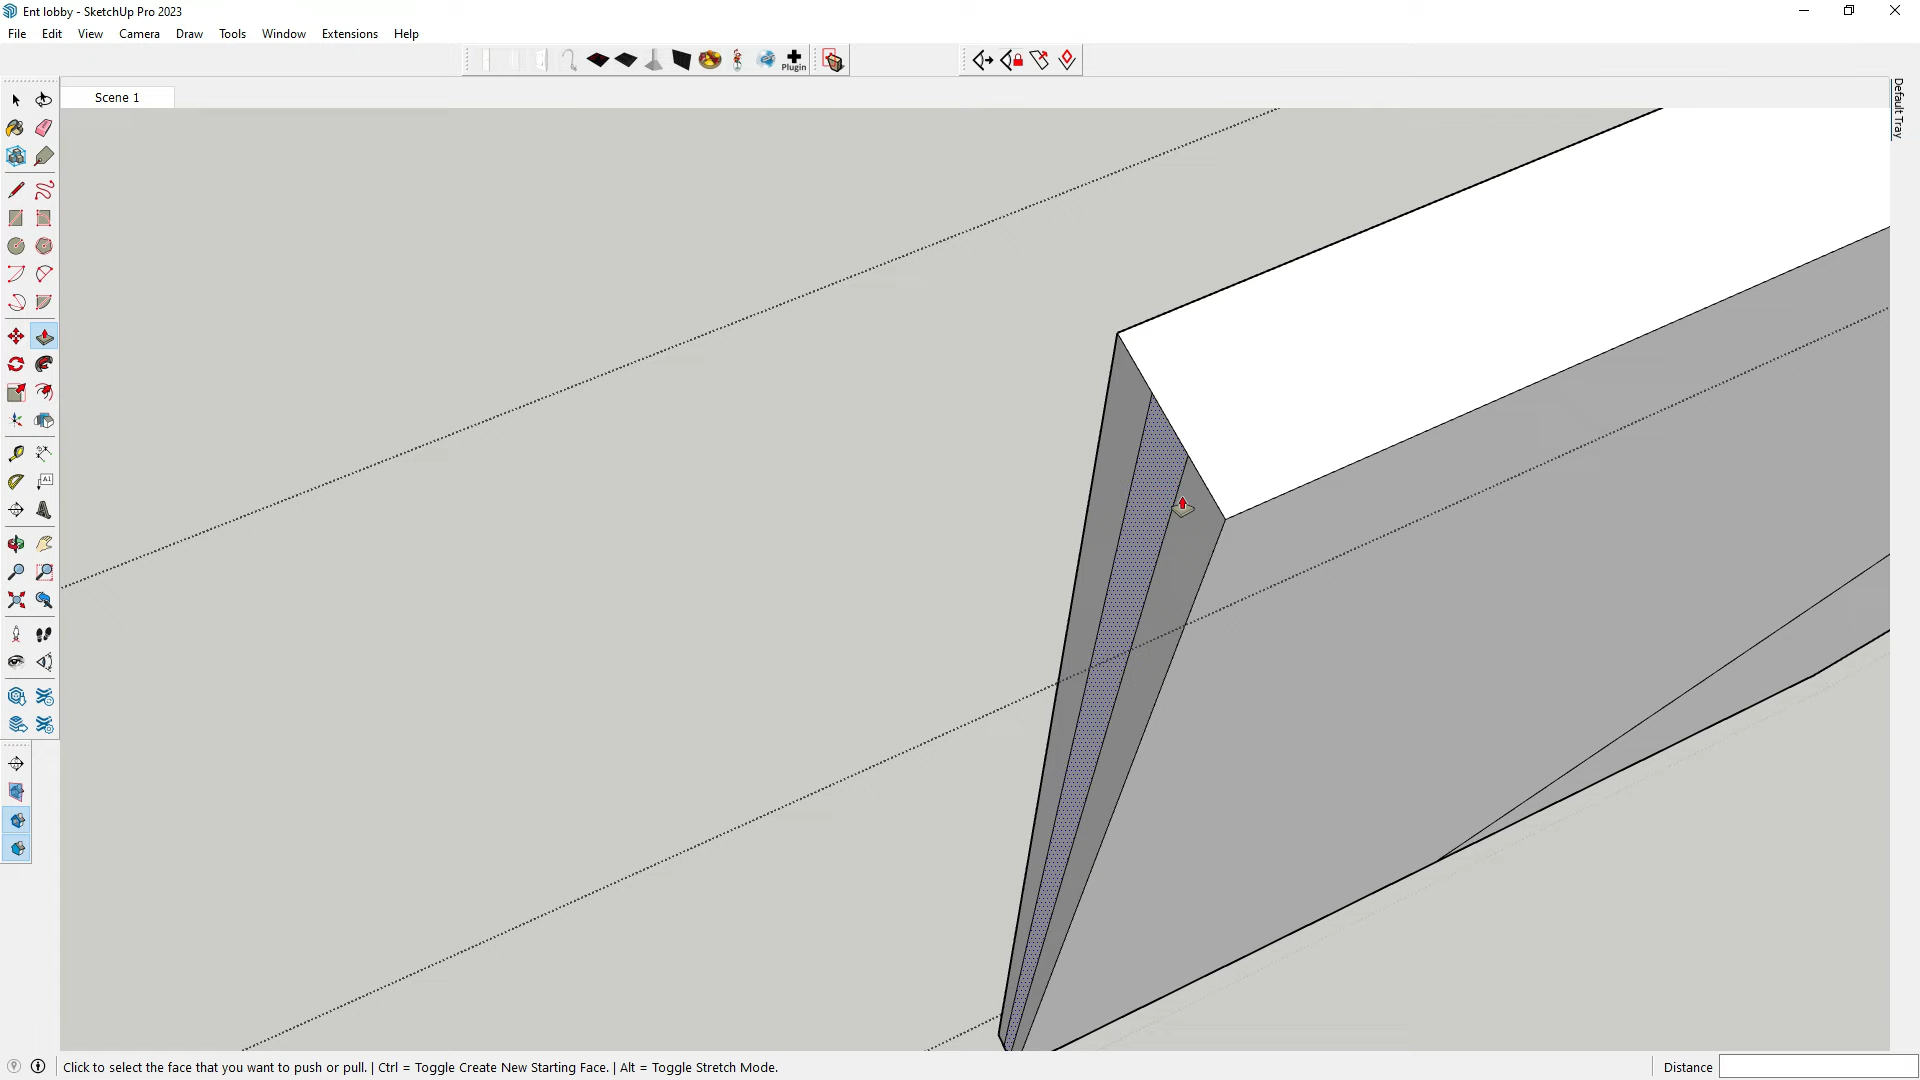 Ent lobby - SketchUp Pro 2023
File Edit View Camera Draw Tools Window Extensions Help
Plugin
Scene 1
Default Tray
A1
Click to select the face that you want to push or pull. | Ctrl = Toggle Create New Starting Face. | Alt = Toggle Stretch Mode.
Distance